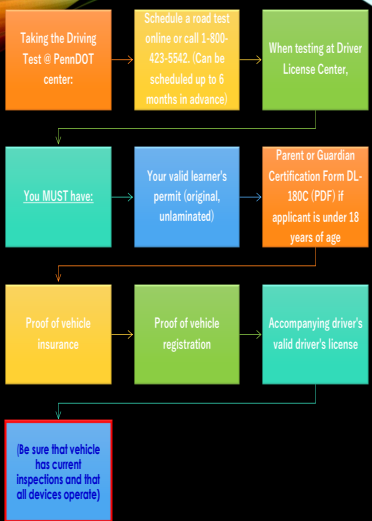 Taking the Driving
Test @ PennDOT
center:
Schedule a road test
online or call 1-800-
423-5542. (Can be
scheduled up to 6
months in advance)
When testing at Driver
License Center,
You MUST have:
Your valid learner's
permit (original,
unlaminated)
Parent or Guardian
Certification Form DL-
180C (PDF) if
applicant is under 18
years of age
Proof of vehicle
insurance
Proof of vehicle
registration
Accompanying driver's
valid driver's license
(Be sure that vehicle
has current
inspections and that
all devices operate)